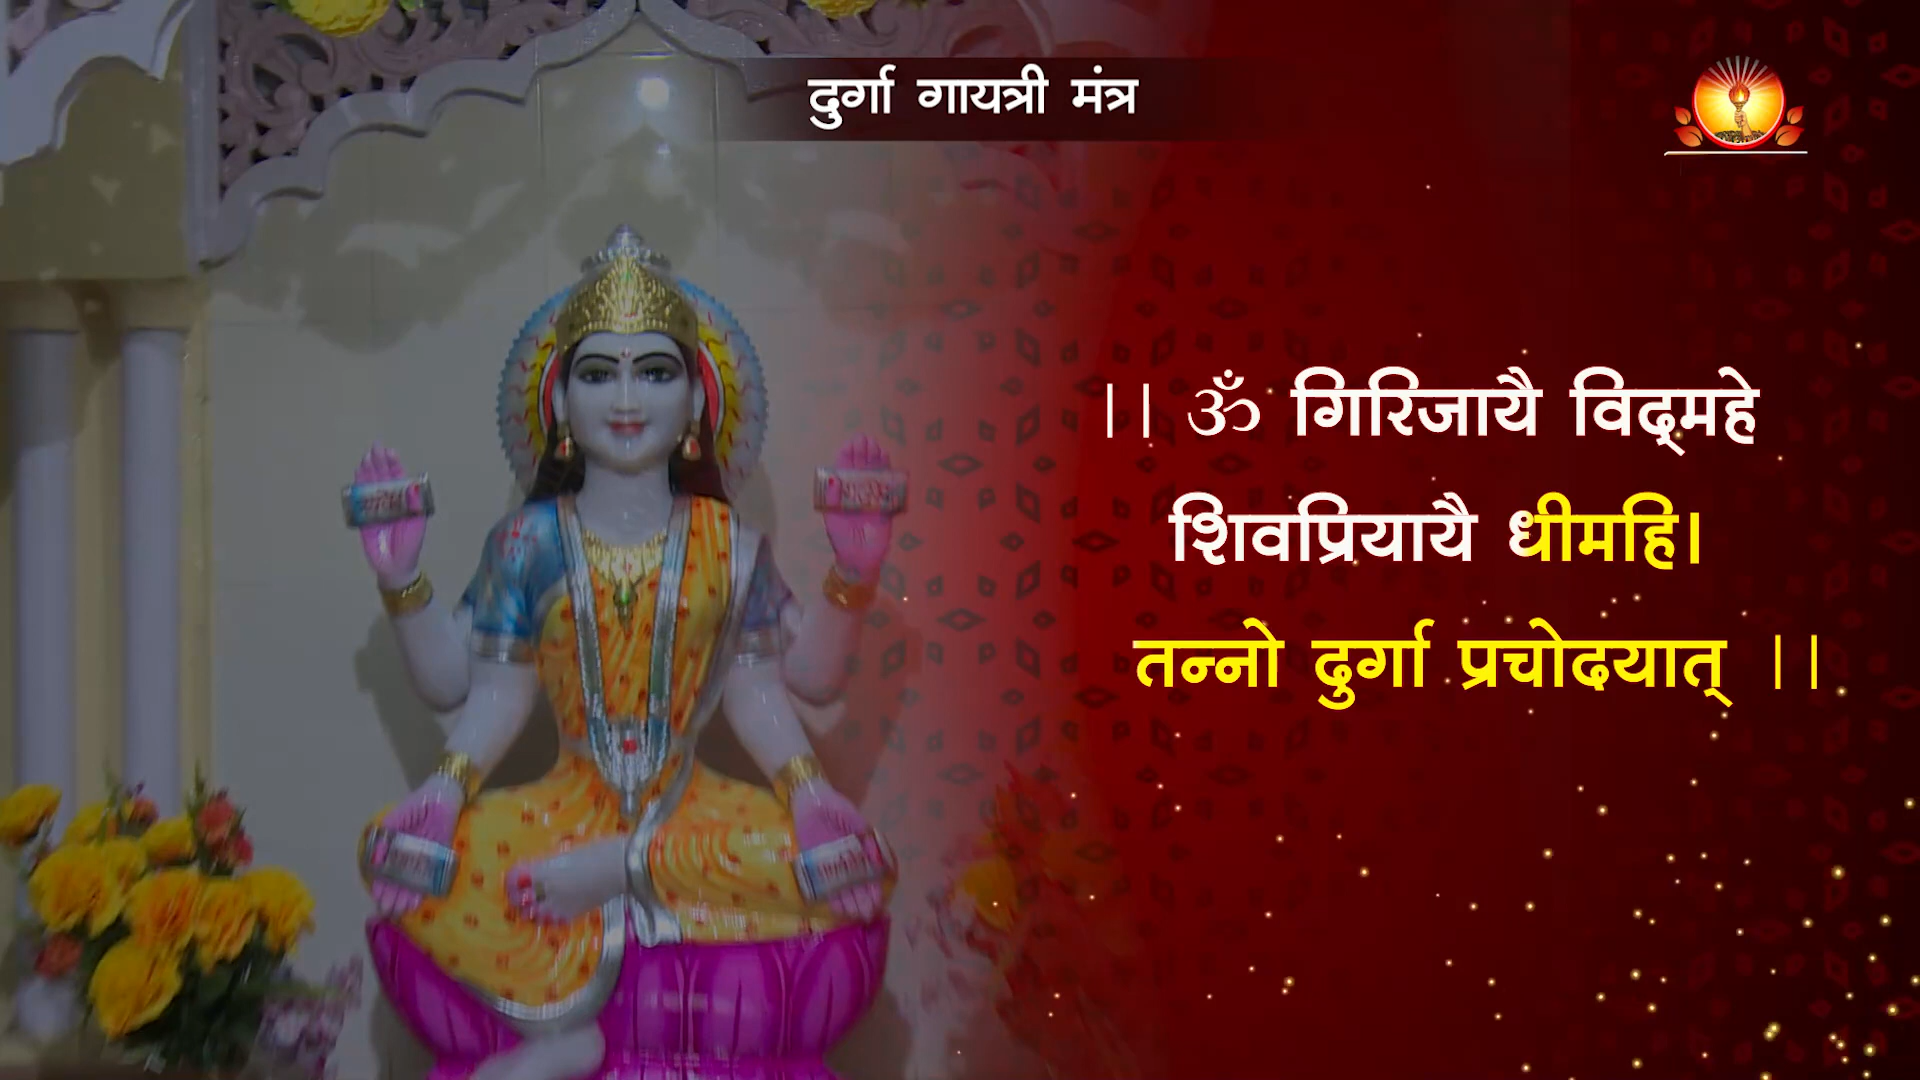 दुर्गा गायत्री मंत्र
।। ॐ गिरिजायै विद्‌महे
शिवप्रियायै धीमहि।
तन्नो दुर्गा प्रचोदयात् ।।